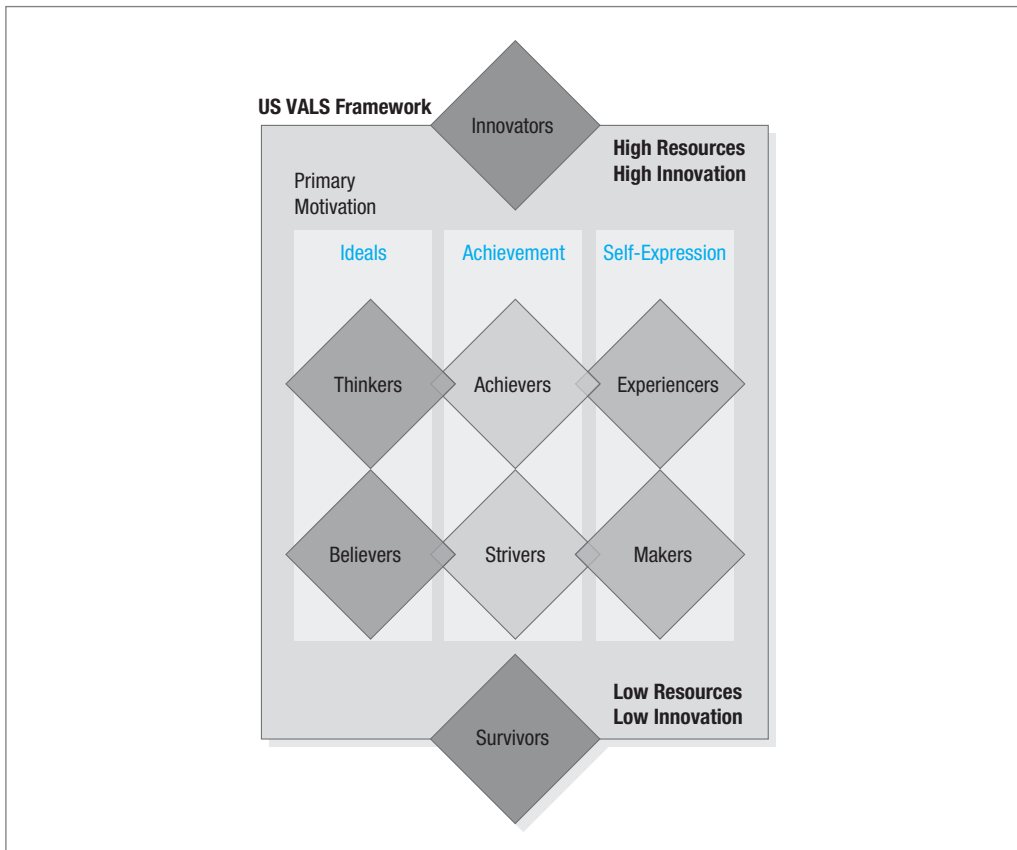 US VALS Framework
Innovators
High Resources
High Innovation
Primary
Motivation
Ideals
Achievement
Self-Expression
Thinkers
Achievers
Experiencers
Believers
Strivers
Makers
Low Resources
Low Innovation
Survivors